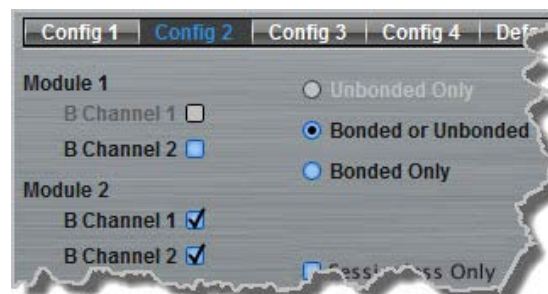 Config 1 Config 2 Config 3 Config 4
Module 1
B Channel 1
B Channel 2
Module 2
B Channel 1
B Channel 2
Unbonded Only
Bonded or Unbonded
Bonded Only
Only